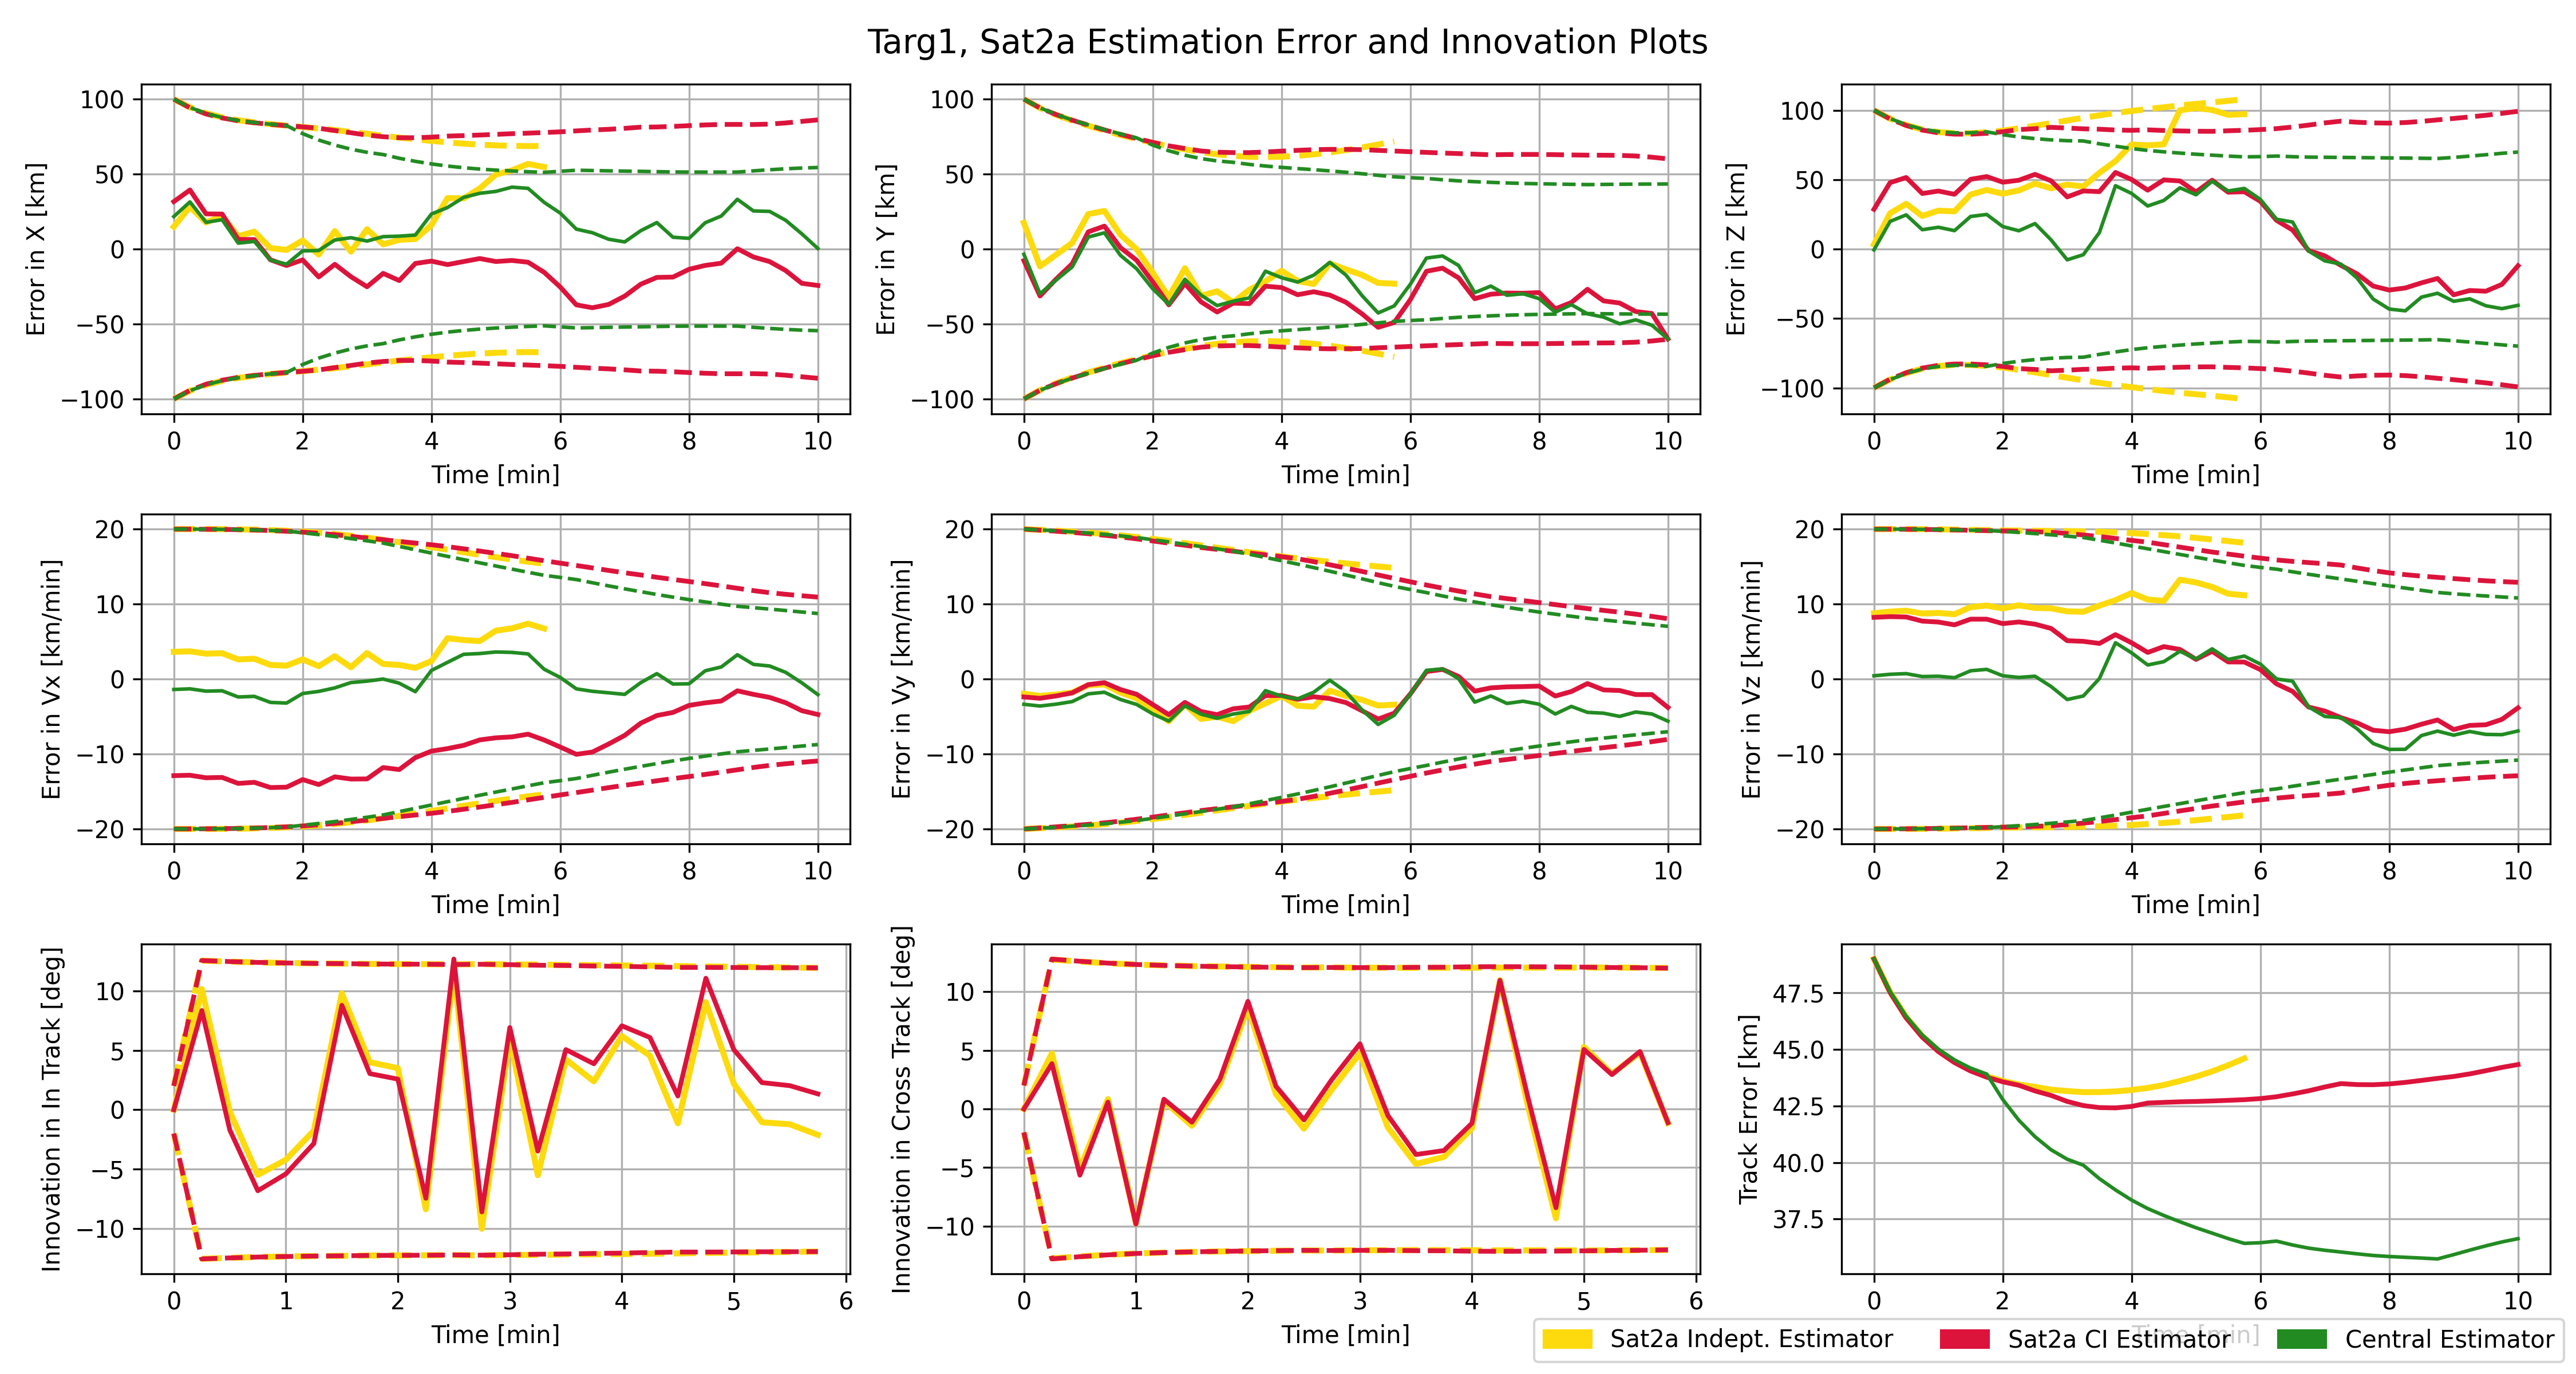 Targ1, Sat2a Estimation Error and Innovation Plots
Error in X [km]
100
50
0
−50
−100
0 2 4 6 8 10
Time [min]
Error in Y [km]
100
50
0
−50
−100
0 2 4 6 8 10
Time [min]
Error in Z [km]
100
50
0
−50
−100
0 2 4 6 8 10
Time [min]
Error in Vx [km/min]
20
10
0
−10
−20
0 2 4 6 8 10
Time [min]
Error in Vy [km/min]
20
10
0
−10
−20
0 2 4 6 8 10
Time [min]
Error in Vz [km/min]
20
10
0
−10
−20
0 2 4 6 8 10
Time [min]
Innovation in In Track [deg]
10
5
0
−5
−10
0 1 2 3 4 5 6
Time [min]
Innovation in Cross Track [deg]
10
5
0
−5
−10
0 1 2 3 4 5 6
Time [min]
Track Error [km]
47.5
45.0
42.5
40.0
37.5
0 2 4 6 8 10
Time [min]
Sat2a Indept. Estimator Sat2a CI Estimator Central Estimator